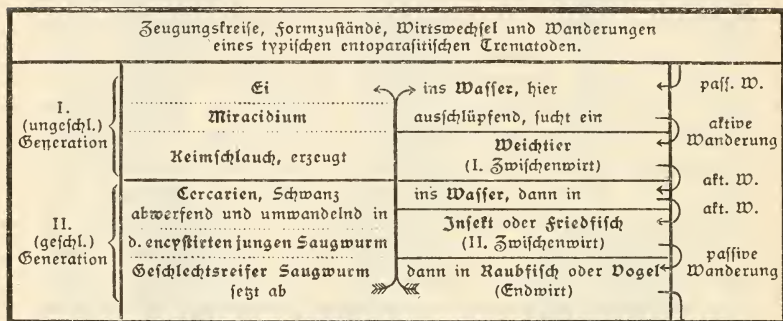 Zeugungskreise, Formzustände, Wirtswechsel und Wanderungen
eines typischen entoparasitischen Trematoden.
I.
(ungeschl.)
Generation
Ei
Miracidium
Keimschlauch, erzeugt
ins Wasser, hier
ausschlüpfend, sucht ein
Weichtier
(I. Zwischenwirt)
pass. W.
aktive
Wanderung
akt. W.
II.
(geschl.)
Generation
Cercarien, Schwanz
abwerfend und umwandelnd in
d. encystirten jungen Saugwurm
Geschlechtsreifer Saugwurm
setzt ab
ins Wasser, dann in
Insekt oder Friedfisch
(II. Zwischenwirt)
dann in Raubfisch oder Vogel
(Endwirt)
akt. W.
passive
Wanderung